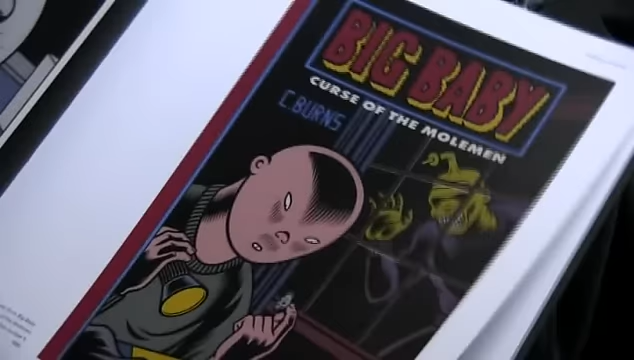 BIG BABY
CURSE OF THE MOLEMEN
C.BURNS